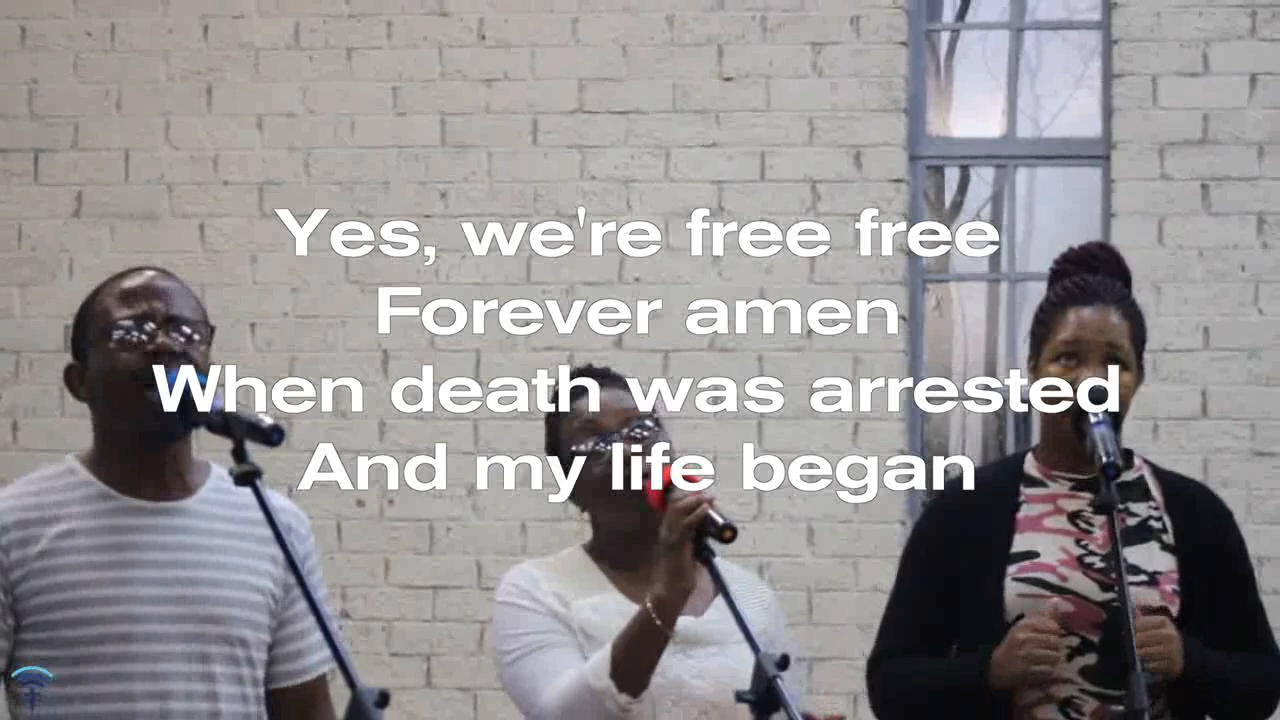 Yes, we're free free
Forever amen
When death was arrested
And my life began